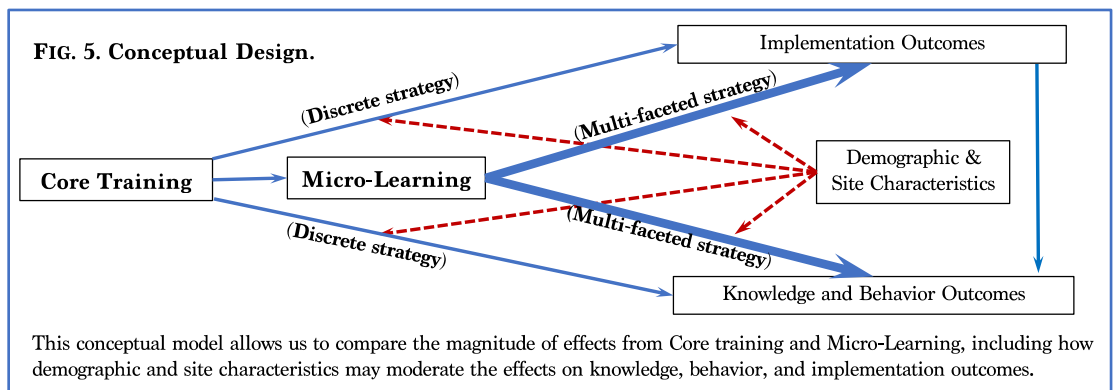 FIG. 5. Conceptual Design.
Implementation Outcomes
(Discrete strategy)
(Multi-faceted strategy)
Core Training
Micro-Learning
Demographic &
Site Characteristics
(Discrete strategy)
(Multi-faceted strategy)
Knowledge and Behavior Outcomes
This conceptual model allows us to compare the magnitude of effects from Core training and Micro-Learning, including how
demographic and site characteristics may moderate the effects on knowledge, behavior, and implementation outcomes.